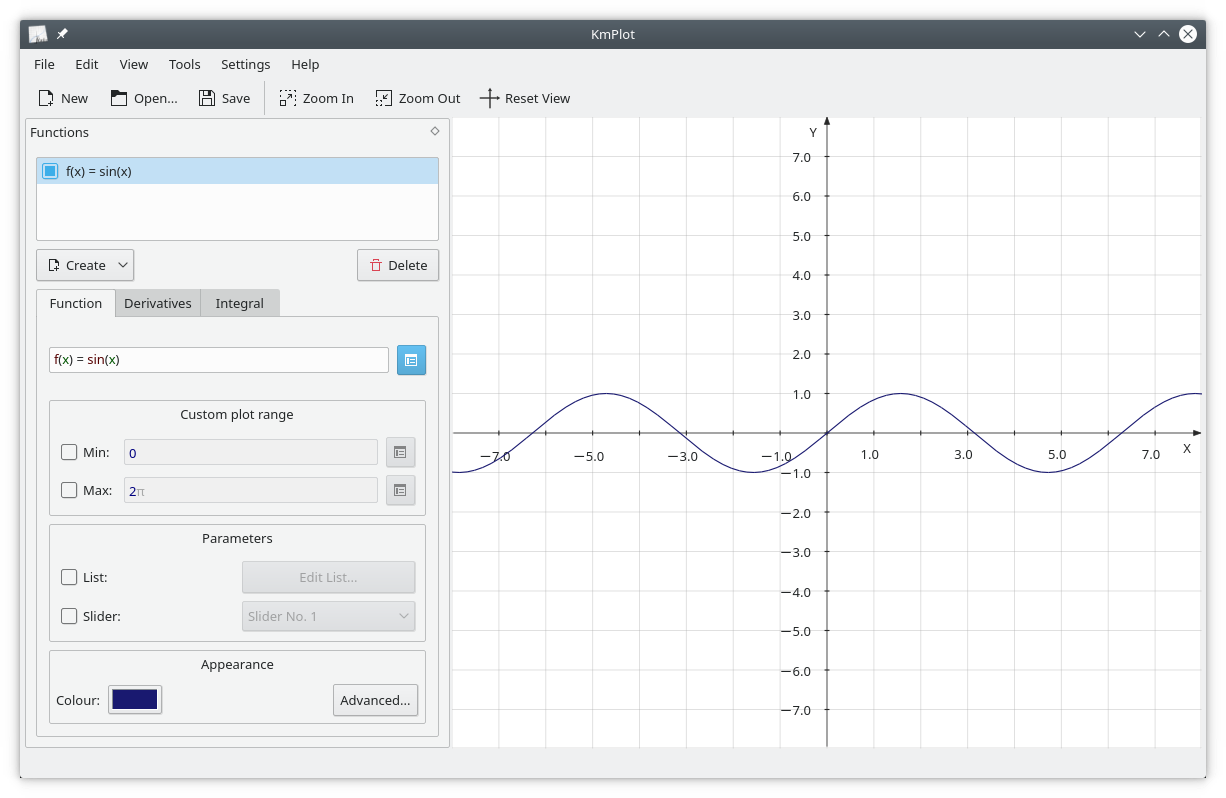 KmPlot
File Edit View Tools Settings Help
New Open... Save Zoom In Zoom Out Reset View
Functions
f(x) = sin(x)
Create Delete
Function Derivatives Integral
f(x) = sin(x)
Custom plot range
Min: 0
Max: 2π
Parameters
List: Edit List...
Slider: Slider No. 1
Appearance
Colour: Advanced...
Y
7.0
6.0
5.0
4.0
3.0
2.0
1.0
−7.0 −5.0 −3.0 −1.0 1.0 3.0 5.0 7.0 X
−1.0
−2.0
−3.0
−4.0
−5.0
−6.0
−7.0